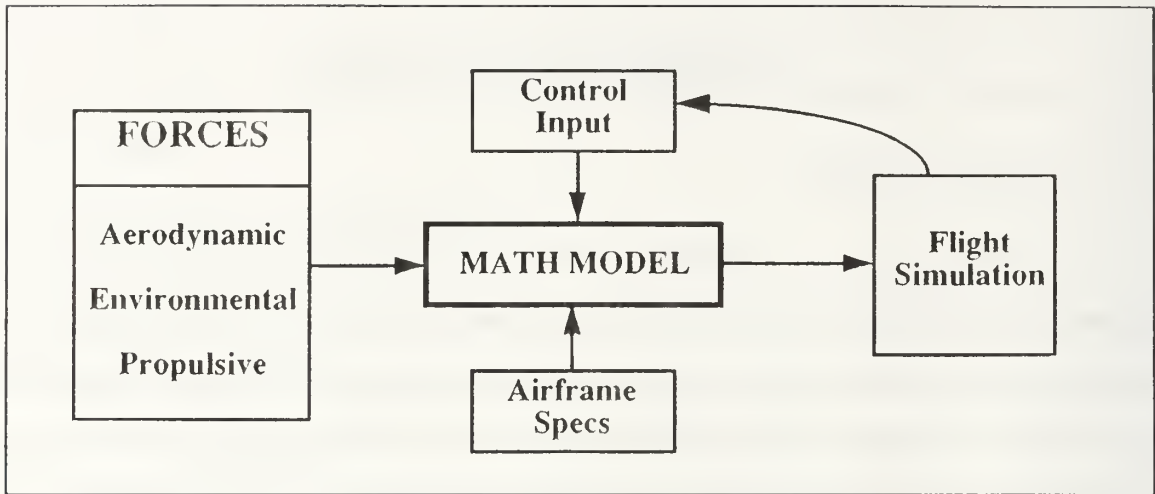 FORCES
Aerodynamic
Environmental
Propulsive
Control
Input
MATH MODEL
Airframe
Specs
Flight
Simulation